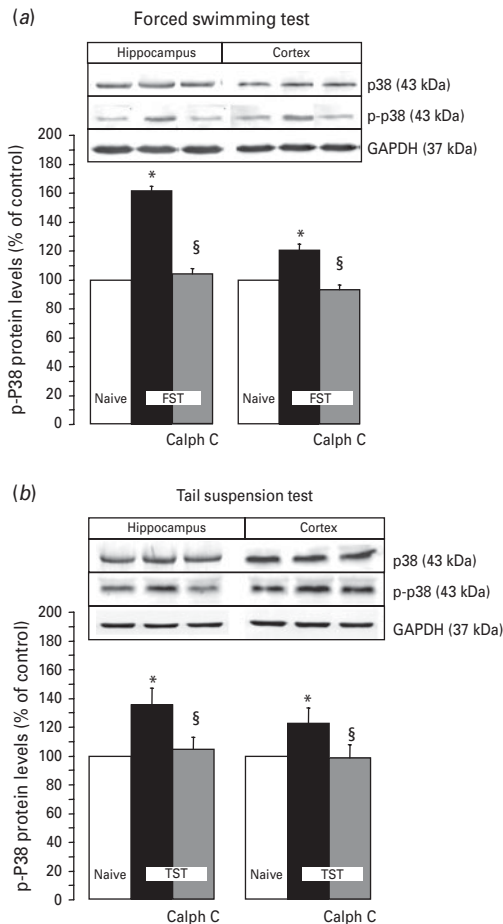 (a)
Forced swimming test
Hippocampus Cortex
p38 (43 kDa)
p-p38 (43 kDa)
GAPDH (37 kDa)
p-P38 protein levels (% of control)
200
180
160
140
120
100
80
60
40
20
0
* § * §
Naive FST Naive FST
Calph C Calph C
(b)
Tail suspension test
Hippocampus Cortex
p38 (43 kDa)
p-p38 (43 kDa)
GAPDH (37 kDa)
p-P38 protein levels (% of control)
200
180
160
140
120
100
80
60
40
20
0
* § * §
Naive TST Naive TST
Calph C Calph C